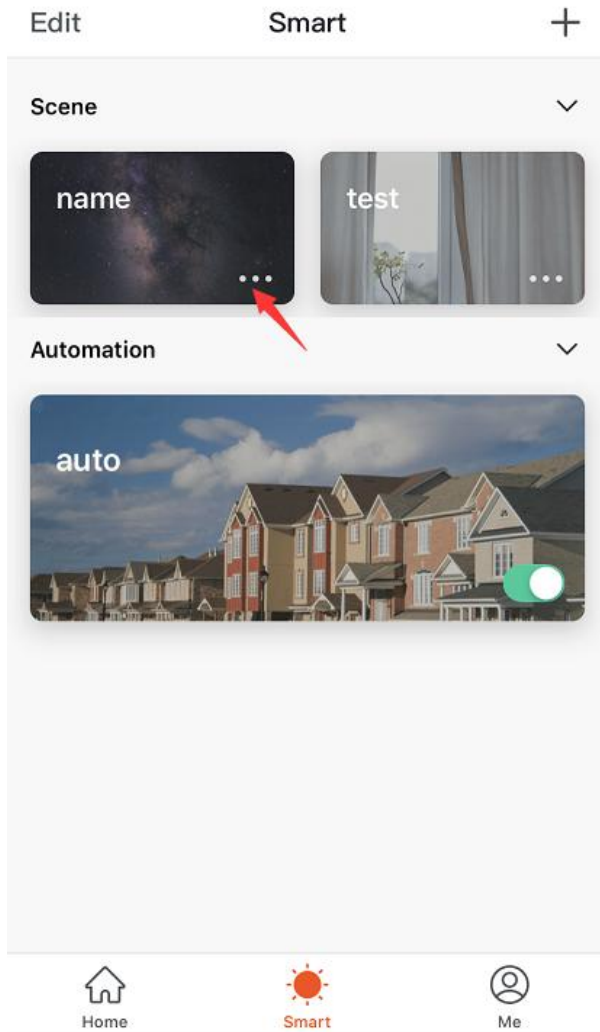 Edit Smart +
Scene
name test
Automation
auto
Home Smart Me